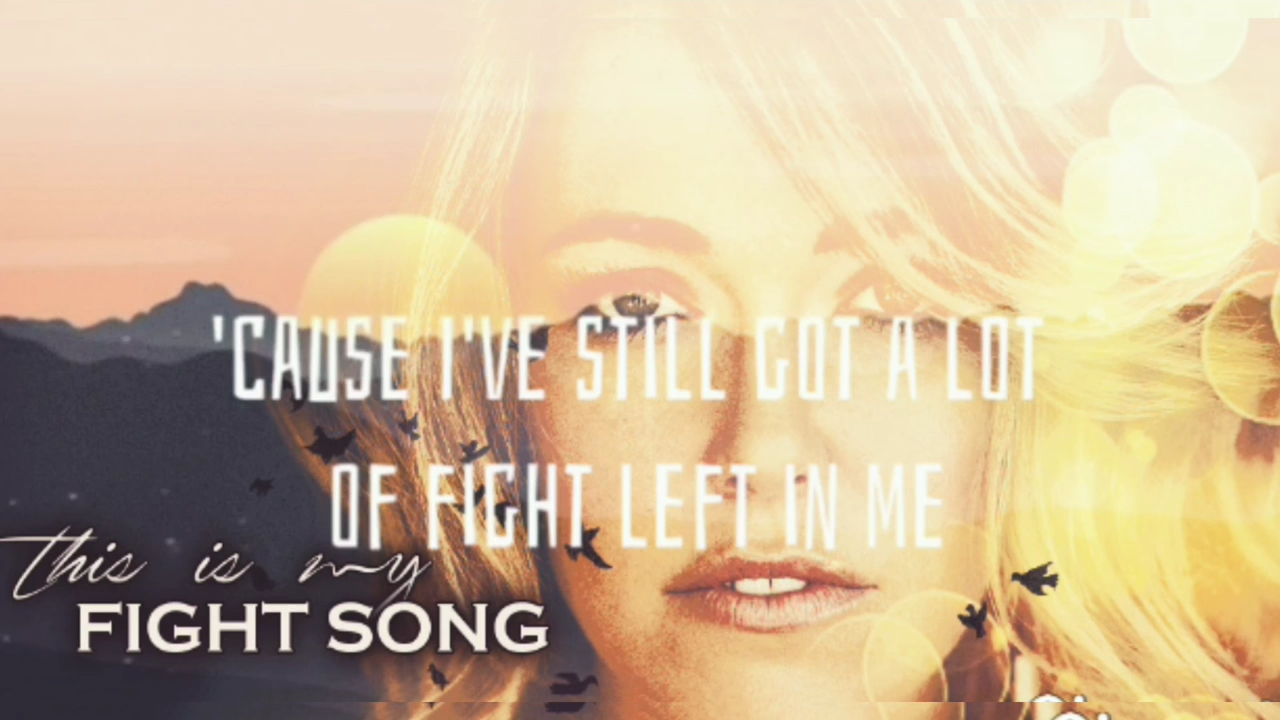 'CAUSE I'VE STILL GOT A LOT
OF FIGHT LEFT IN ME
this is my
FIGHT SONG